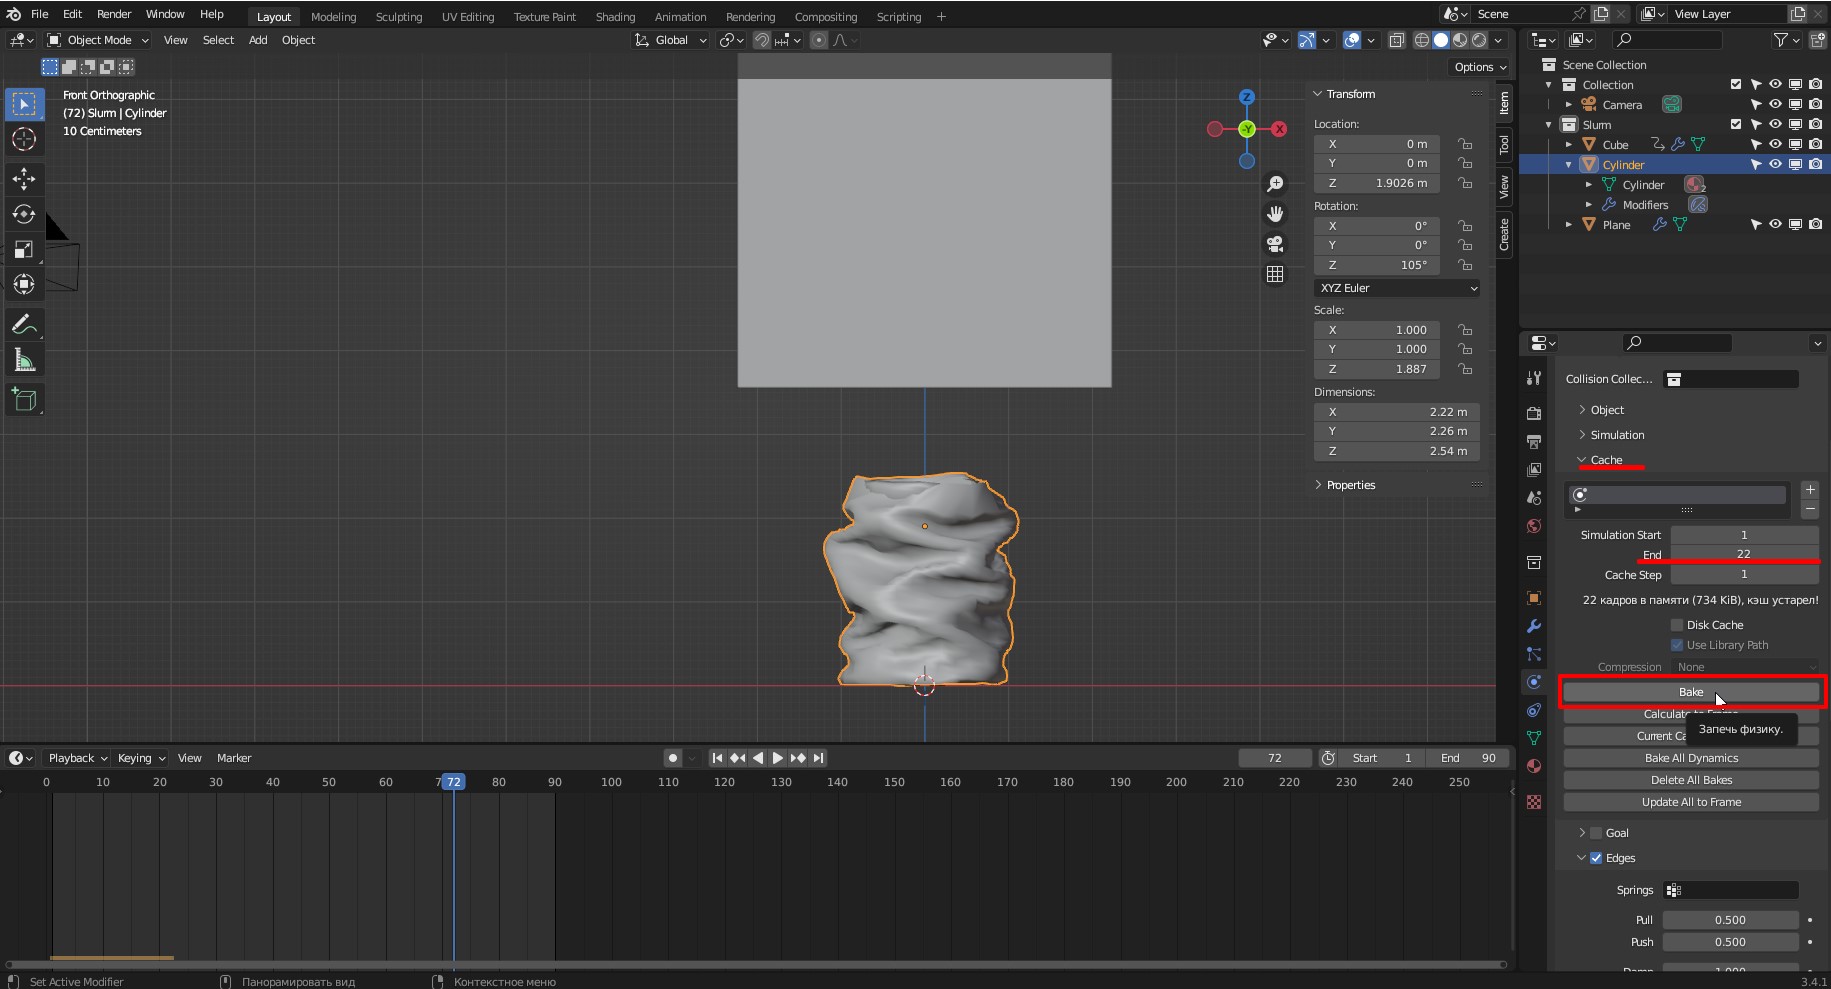 File Edit Render Window Help Layout Modeling Sculpting UV Editing Texture Paint Shading Animation Rendering Compositing Scripting + Scene View Layer
Object Mode View Select Add Object Global
Options
Front Orthographic
(72) Slurm | Cylinder
10 Centimeters
Z
-Y
X
Item
Tool
View
Create
Transform
Location:
X 0 m
Y 0 m
Z 1.9026 m
Rotation:
X 0°
Y 0°
Z 105°
XYZ Euler
Scale:
X 1.000
Y 1.000
Z 1.887
Dimensions:
X 2.22 m
Y 2.26 m
Z 2.54 m
Properties
Scene Collection
Collection
Camera
Slurm
Cube
Cylinder
Cylinder 2
Modifiers
Plane
Collision Collec...
Object
Simulation
Cache
Simulation Start 1
End 22
Cache Step 1
22 кадров в памяти (734 KiB), кэш устарел!
Disk Cache
Use Library Path
Compression None
Bake
Calculate to Frame
Current Ca
Запечь физику.
Bake All Dynamics
Delete All Bakes
Update All to Frame
Goal
Edges
Springs
Pull 0.500
Push 0.500
Playback Keying View Marker 72 Start 1 End 90
0 10 20 30 40 50 60 7 72 80 90 100 110 120 130 140 150 160 170 180 190 200 210 220 230 240 250
Set Active Modifier Панорамировать вид Контекстное меню 3.4.1